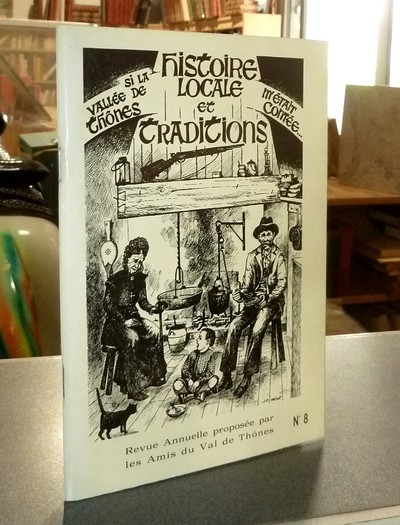 SI LA
VALLÉE DE
THÔNES
HISTOIRE
LOCALE
ET
TRADITIONS
M'ÉTAIT
CONTÉE...
Revue Annuelle proposée par
les Amis du Val de Thônes
N° 8